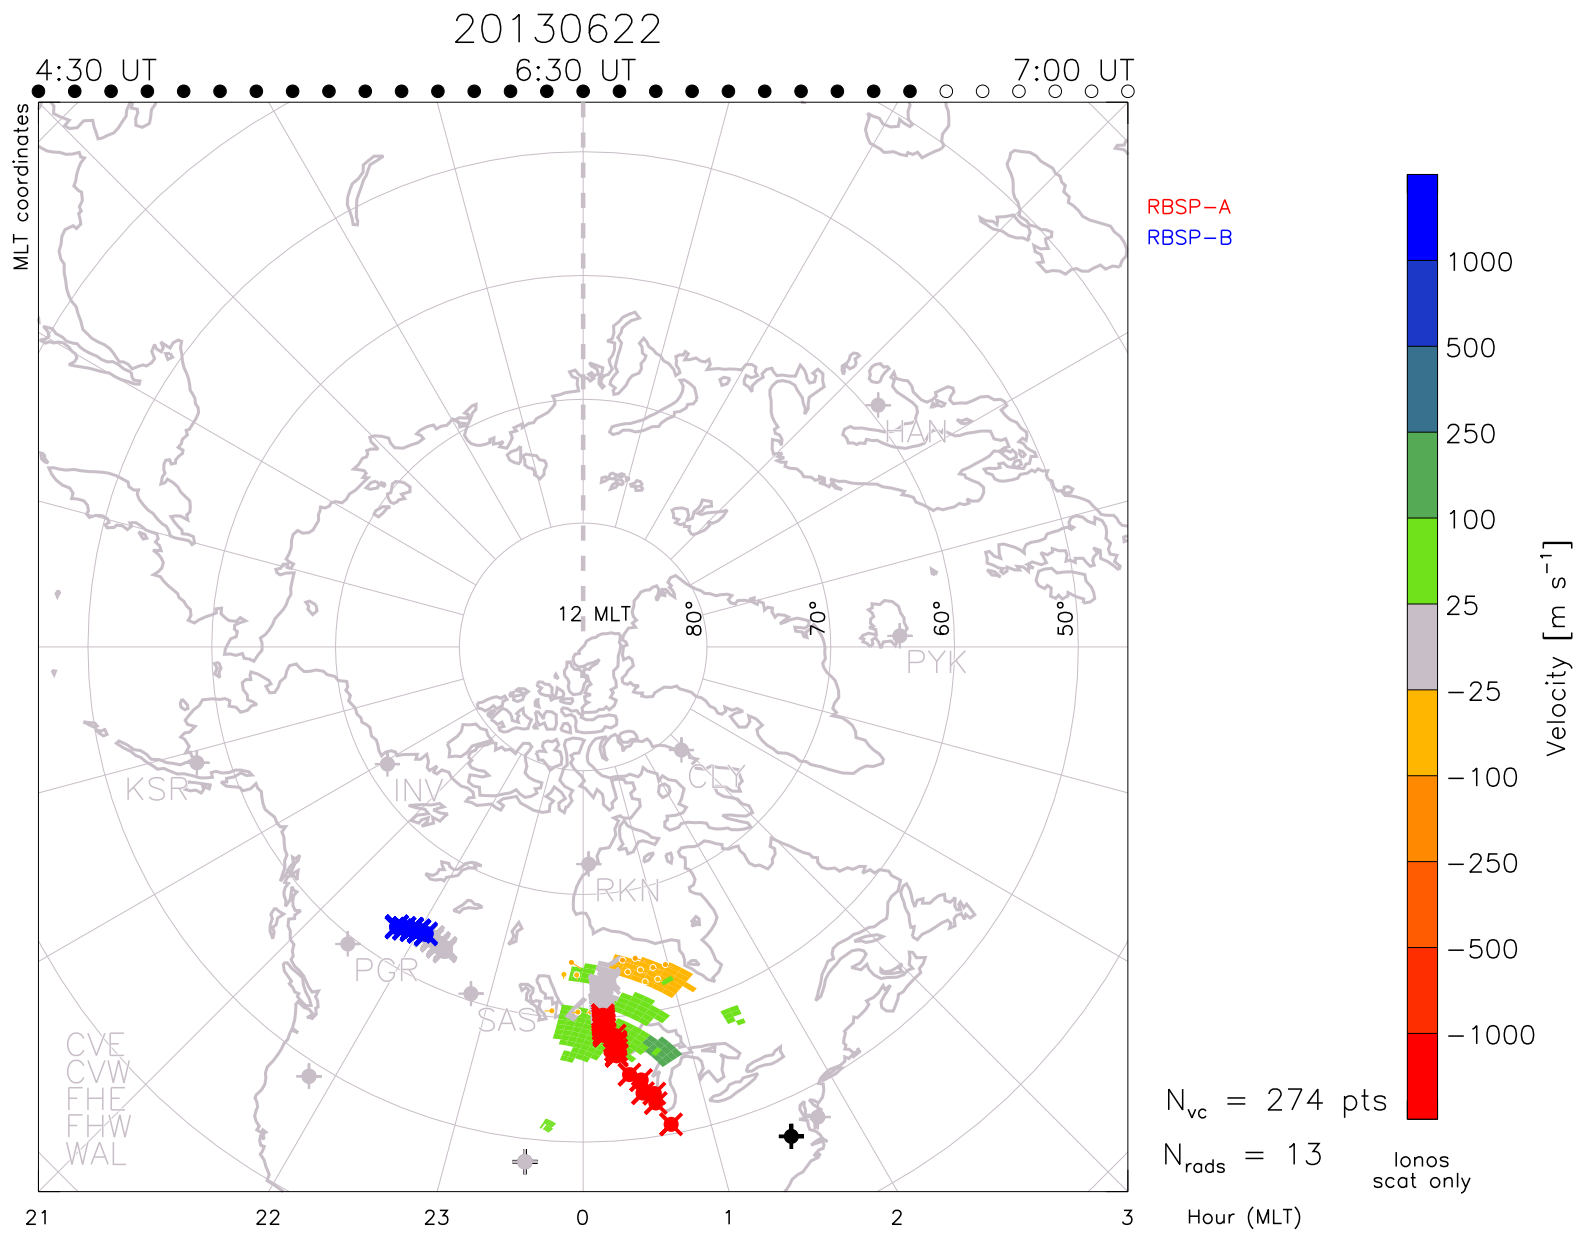 20130622
4:30 UT 6:30 UT 7:00 UT
MLT coordinates
RBSP-A
RBSP-B
1000
500
250
100
25
-25
-100
-250
-500
-1000
Velocity [m s⁻¹]
HAN
12 MLT
80° 70° 60° 50°
PYK
KSR
INV
CLY
RKN
PGR
SAS
CVE
CVW
FHE
FHW
WAL
Nvc = 274 pts
Nrads = 13
Ionos
scat only
21 22 23 0 1 2 3 Hour (MLT)